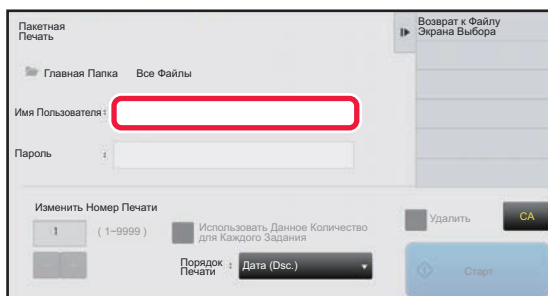 Пакетная
Печать
Возврат к Файлу
Экрана Выбора
Главная Папка Все Файлы
Имя Пользователя:
Пароль :
Изменить Номер Печати
1 (1~9999)
Использовать Данное Количество
для Каждого Задания
Удалить CA
Порядок
Печати : Дата (Dsc.)
Старт